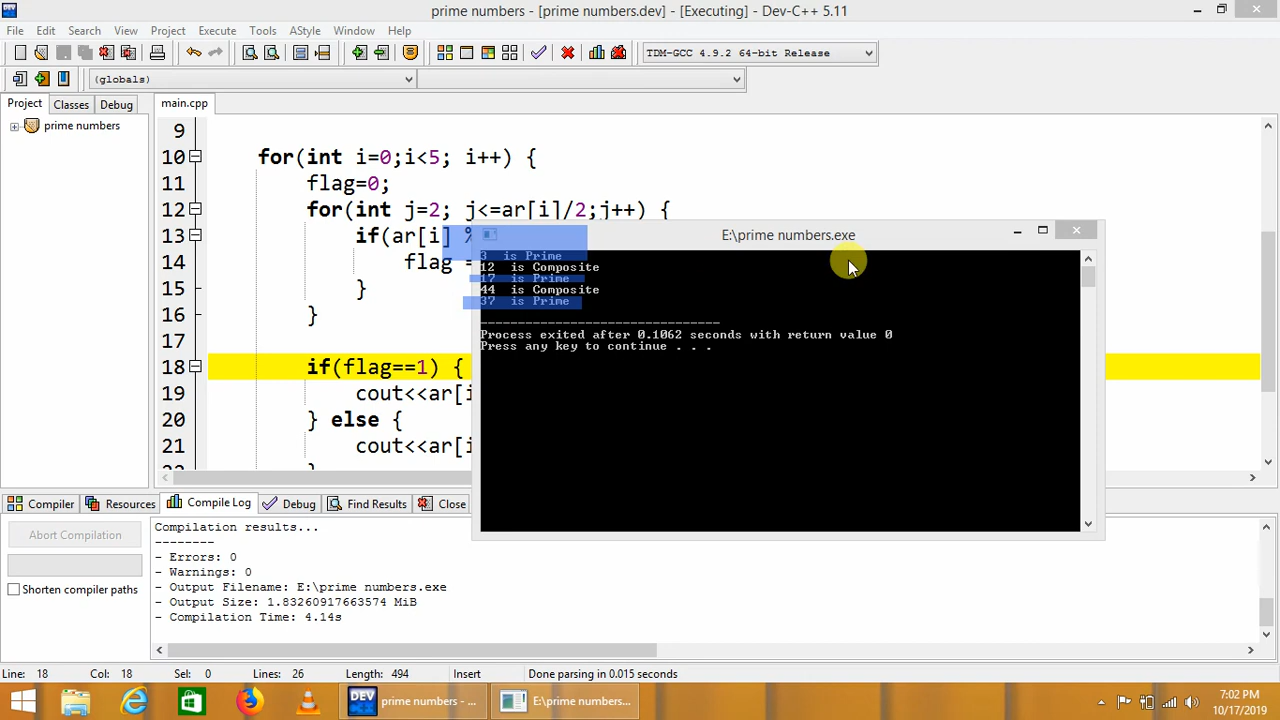 prime numbers - [prime numbers.dev] - [Executing] - Dev-C++ 5.11
File Edit Search View Project Execute Tools AStyle Window Help
TDM-GCC 4.9.2 64-bit Release
(globals)
Project Classes Debug main.cpp
prime numbers
9
10 for(int i=0;i<5; i++) {
11 flag=0;
12 for(int j=2; j<=ar[i]/2;j++) {
13 if(ar[i] %
14 flag =
15 }
16 }
17
18 if(flag==1) {
19 cout<<ar[i
20 } else {
21 cout<<ar[i
E:\prime numbers.exe
3 is Prime
12 is Composite
17 is Prime
44 is Composite
37 is Prime
--------------------------------
Process exited after 0.1062 seconds with return value 0
Press any key to continue . . .
Compiler Resources Compile Log Debug Find Results Close
Abort Compilation
Shorten compiler paths
Compilation results...
--------
- Errors: 0
- Warnings: 0
- Output Filename: E:\prime numbers.exe
- Output Size: 1.83260917663574 MiB
- Compilation Time: 4.14s
Line: 18 Col: 18 Sel: 0 Lines: 26 Length: 494 Insert Done parsing in 0.015 seconds
DEV prime numbers - ... E:\prime numbers... 7:02 PM
10/17/2019